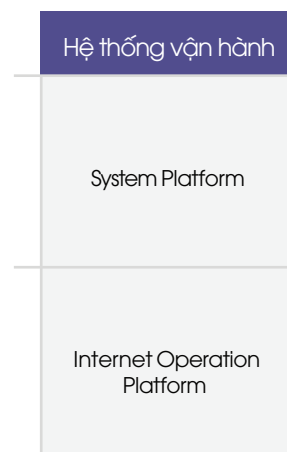 Hệ thống vận hành
System Platform
Internet Operation
Platform